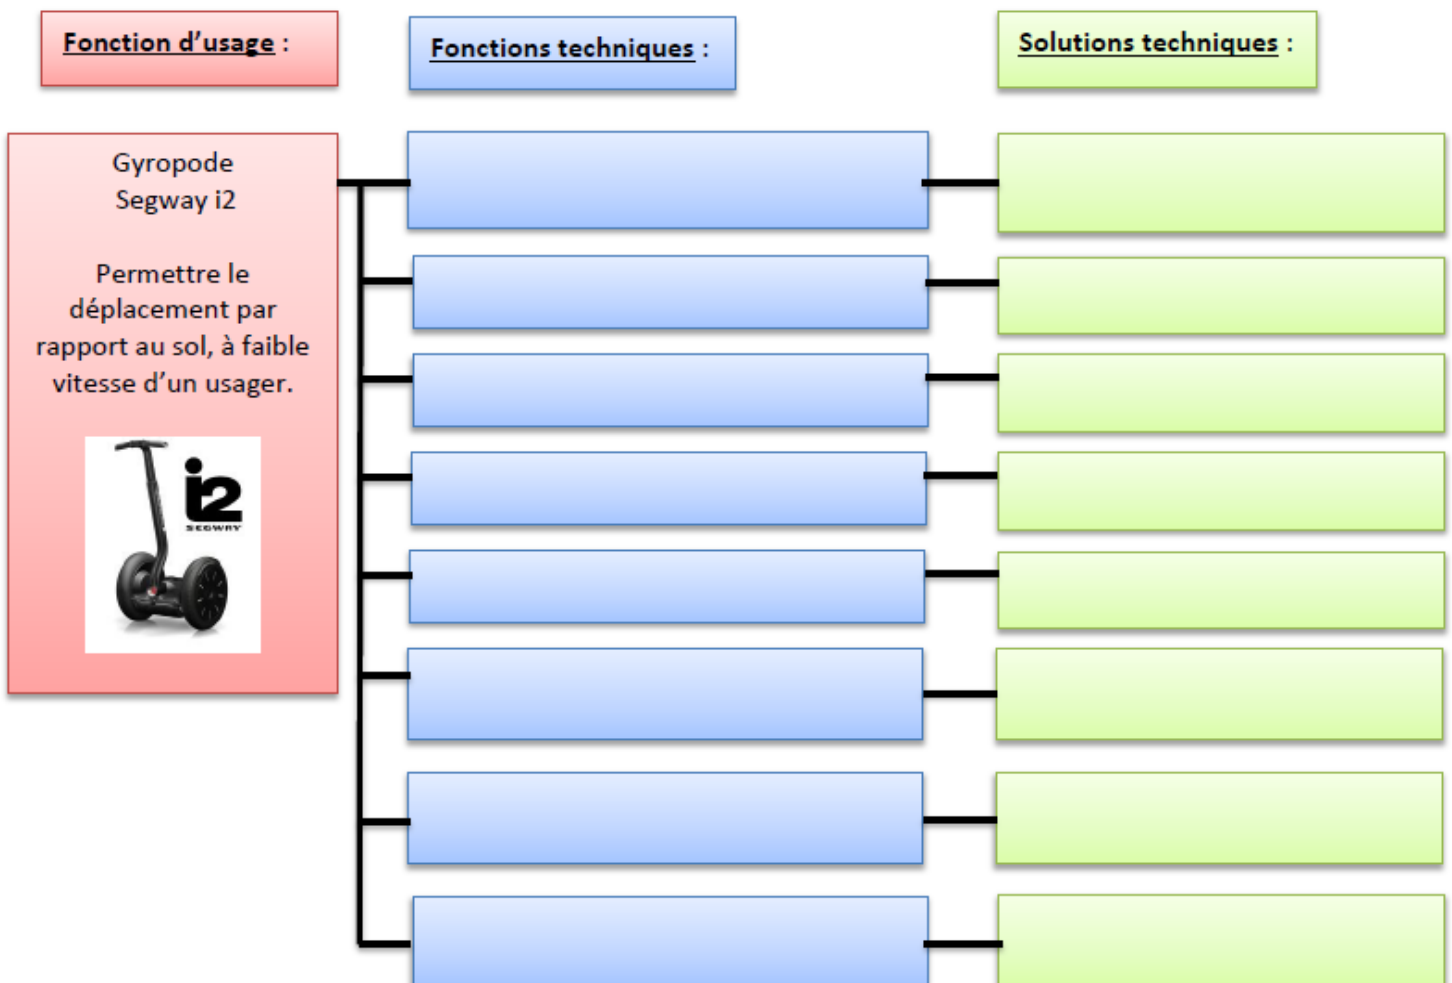 Fonction d'usage :
Fonctions techniques :
Solutions techniques :
Gyropode
Segway i2
Permettre le
déplacement par
rapport au sol, à faible
vitesse d'un usager.
i2
SEGWAY